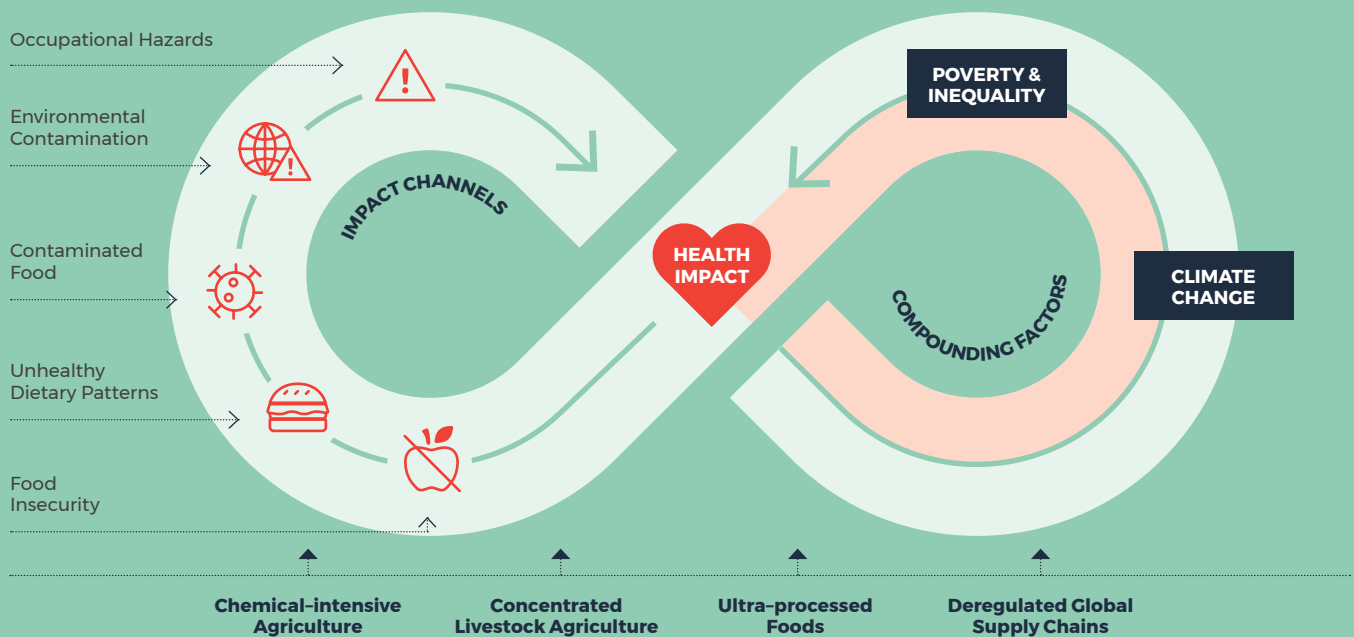 Occupational Hazards
Environmental
Contamination
Contaminated
Food
Unhealthy
Dietary Patterns
Food
Insecurity
IMPACT CHANNELS
HEALTH
IMPACT
POVERTY &
INEQUALITY
CLIMATE
CHANGE
COMPOUNDING FACTORS
Chemical–intensive
Agriculture
Concentrated
Livestock Agriculture
Ultra–processed
Foods
Deregulated Global
Supply Chains